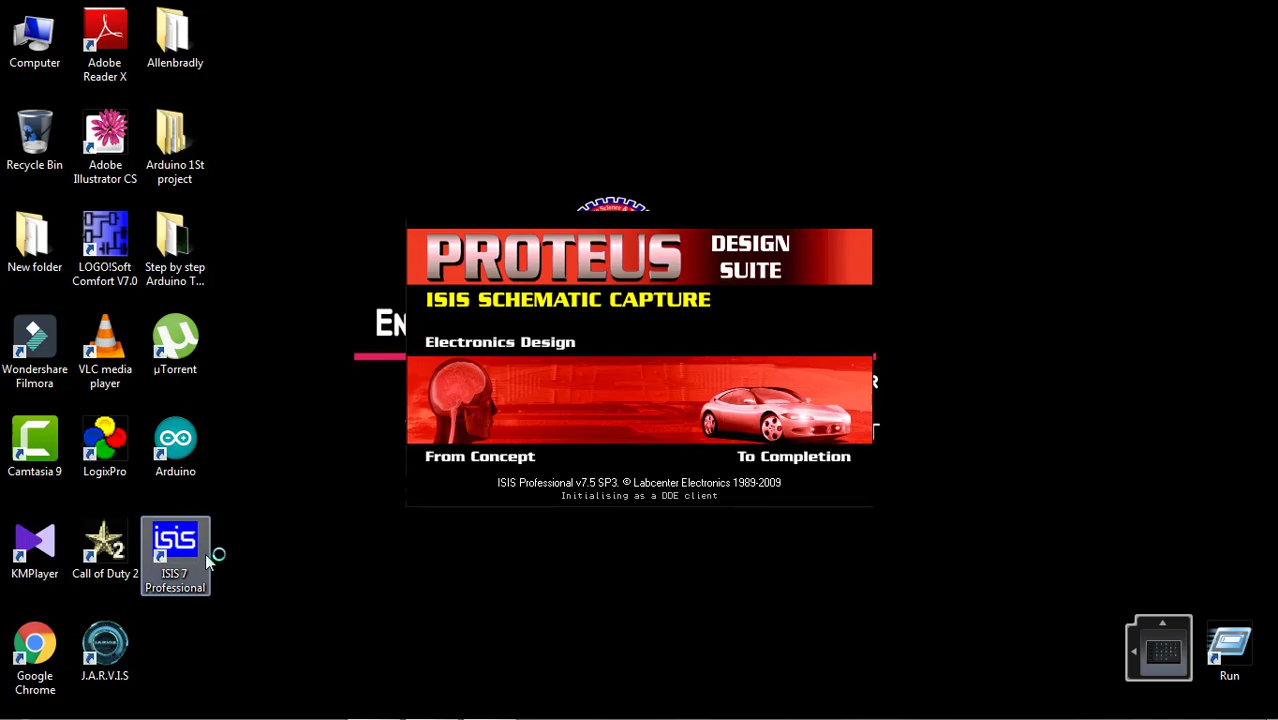 Computer
Adobe
Reader X
Allenbradly
Recycle Bin
Adobe
Illustrator CS
Arduino 1St
project
New folder
LOGO!Soft
Comfort V7.0
Step by step
Arduino T...
Wondershare
Filmora
VLC media
player
µTorrent
Camtasia 9
LogixPro
Arduino
KMPlayer
Call of Duty 2
isis
ISIS 7
Professional
Google
Chrome
J.A.R.V.I.S
PROTEUS
DESIGN
SUITE
ISIS SCHEMATIC CAPTURE
Electronics Design
From Concept
To Completion
ISIS Professional v7.5 SP3. © Labcenter Electronics 1989-2009
Initialising as a DDE client
En
Run